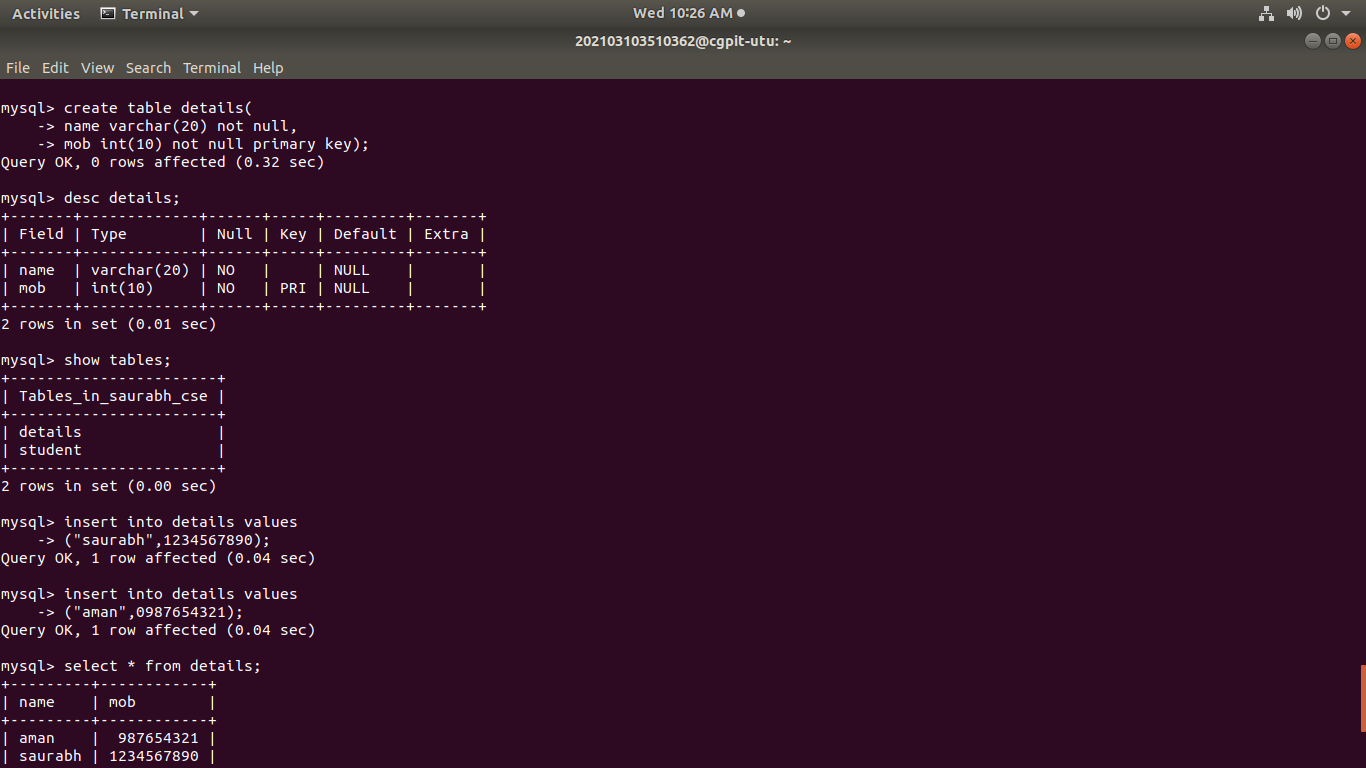 Activities Terminal Wed 10:26 AM
202103103510362@cgpit-utu: ~
File Edit View Search Terminal Help
mysql> create table details(
    -> name varchar(20) not null,
    -> mob int(10) not null primary key);
Query OK, 0 rows affected (0.32 sec)
mysql> desc details;
+-------+-------------+------+-----+---------+-------+
| Field | Type        | Null | Key | Default | Extra |
+-------+-------------+------+-----+---------+-------+
| name  | varchar(20) | NO   |     | NULL    |       |
| mob   | int(10)     | NO   | PRI | NULL    |       |
+-------+-------------+------+-----+---------+-------+
2 rows in set (0.01 sec)
mysql> show tables;
+-----------------------+
| Tables_in_saurabh_cse |
+-----------------------+
| details               |
| student               |
+-----------------------+
2 rows in set (0.00 sec)
mysql> insert into details values
    -> ("saurabh",1234567890);
Query OK, 1 row affected (0.04 sec)
mysql> insert into details values
    -> ("aman",0987654321);
Query OK, 1 row affected (0.04 sec)
mysql> select * from details;
+---------+------------+
| name    | mob        |
+---------+------------+
| aman    |  987654321 |
| saurabh | 1234567890 |